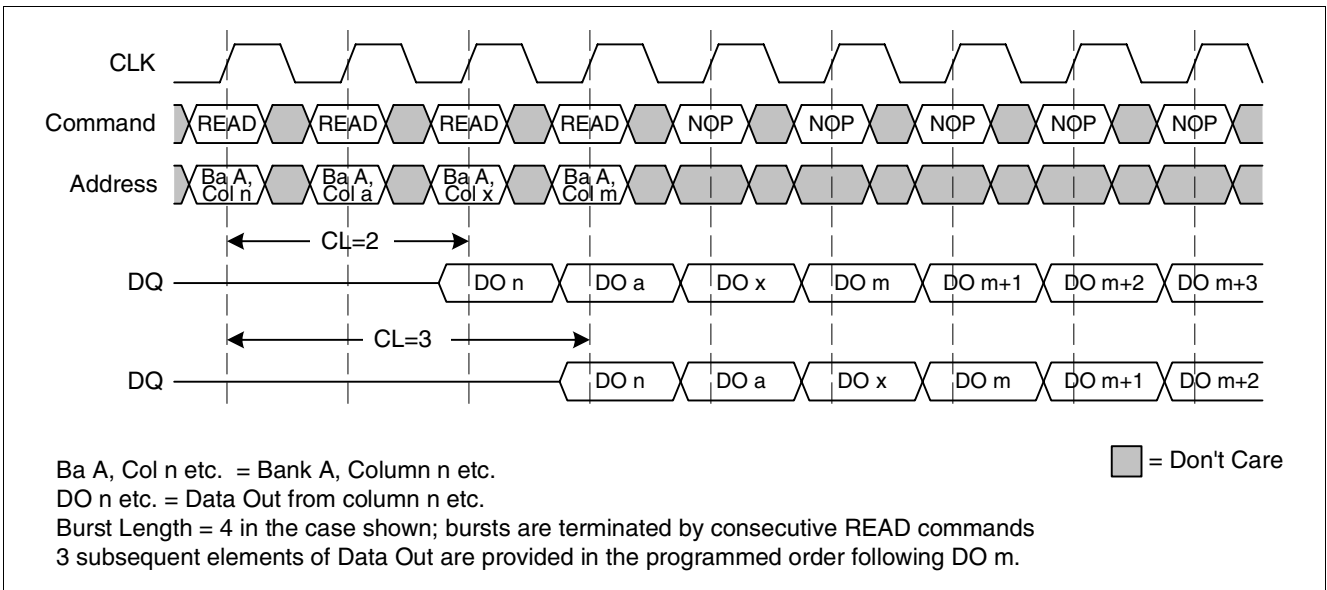 CLK
Command READ READ READ READ NOP NOP NOP NOP NOP
Address Ba A, Col n Ba A, Col a Ba A, Col x Ba A, Col m
CL=2
DQ DO n DO a DO x DO m DO m+1 DO m+2 DO m+3
CL=3
DQ DO n DO a DO x DO m DO m+1 DO m+2
Ba A, Col n etc. = Bank A, Column n etc.
= Don't Care
DO n etc. = Data Out from column n etc.
Burst Length = 4 in the case shown; bursts are terminated by consecutive READ commands
3 subsequent elements of Data Out are provided in the programmed order following DO m.